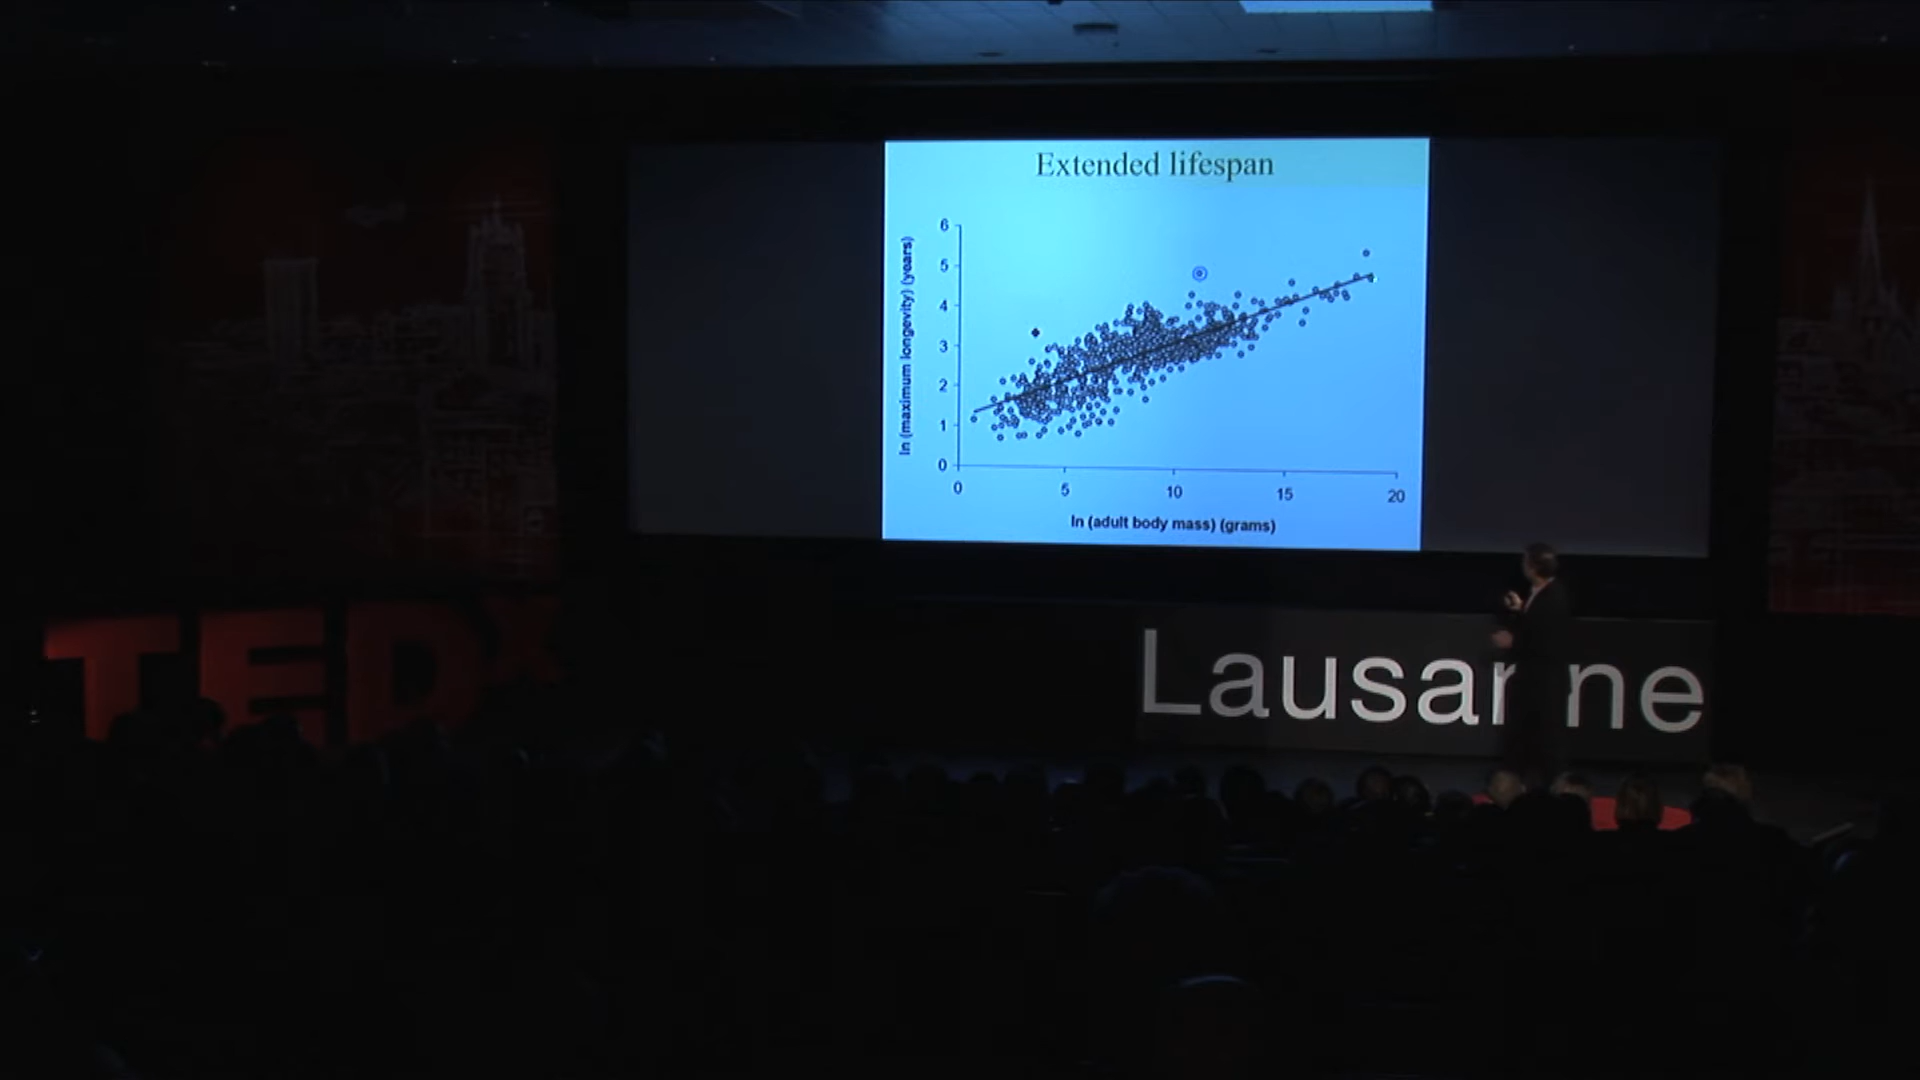 Extended lifespan
ln (maximum longevity) (years)
6
5
4
3
2
1
0
0 5 10 15 20
ln (adult body mass) (grams)
TEDx
Lausanne